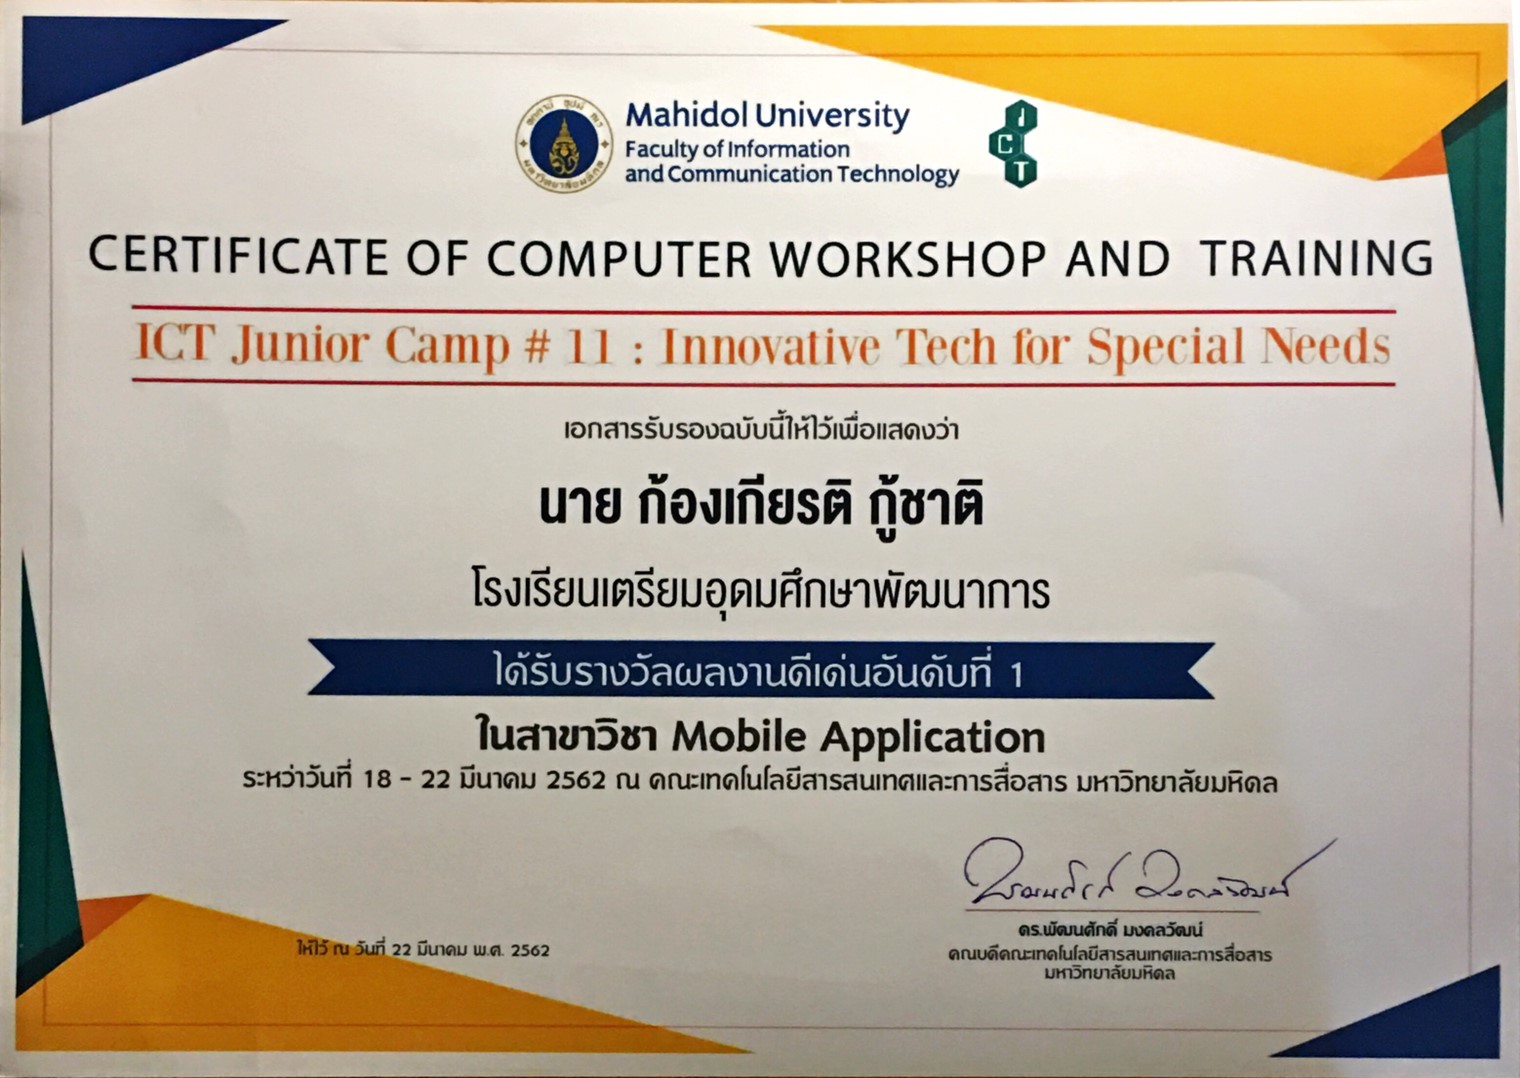 Mahidol University
Faculty of Information
and Communication Technology
J
C
T
CERTIFICATE OF COMPUTER WORKSHOP AND TRAINING
ICT Junior Camp # 11 : Innovative Tech for Special Needs
เอกสารรับรองฉบับนี้ให้ไว้เพื่อแสดงว่า
นาย ก้องเกียรติ กู้ชาติ
โรงเรียนเตรียมอุดมศึกษาพัฒนาการ
ได้รับรางวัลผลงานดีเด่นอันดับที่ 1
ในสาขาวิชา Mobile Application
ระหว่าวันที่ 18 - 22 มีนาคม 2562 ณ คณะเทคโนโลยีสารสนเทศและการสื่อสาร มหาวิทยาลัยมหิดล
ดร.พัฒนศักดิ์ มงคลวัฒน์
คณบดีคณะเทคโนโลยีสารสนเทศและการสื่อสาร
มหาวิทยาลัยมหิดล
ให้ไว้ ณ วันที่ 22 มีนาคม พ.ศ. 2562